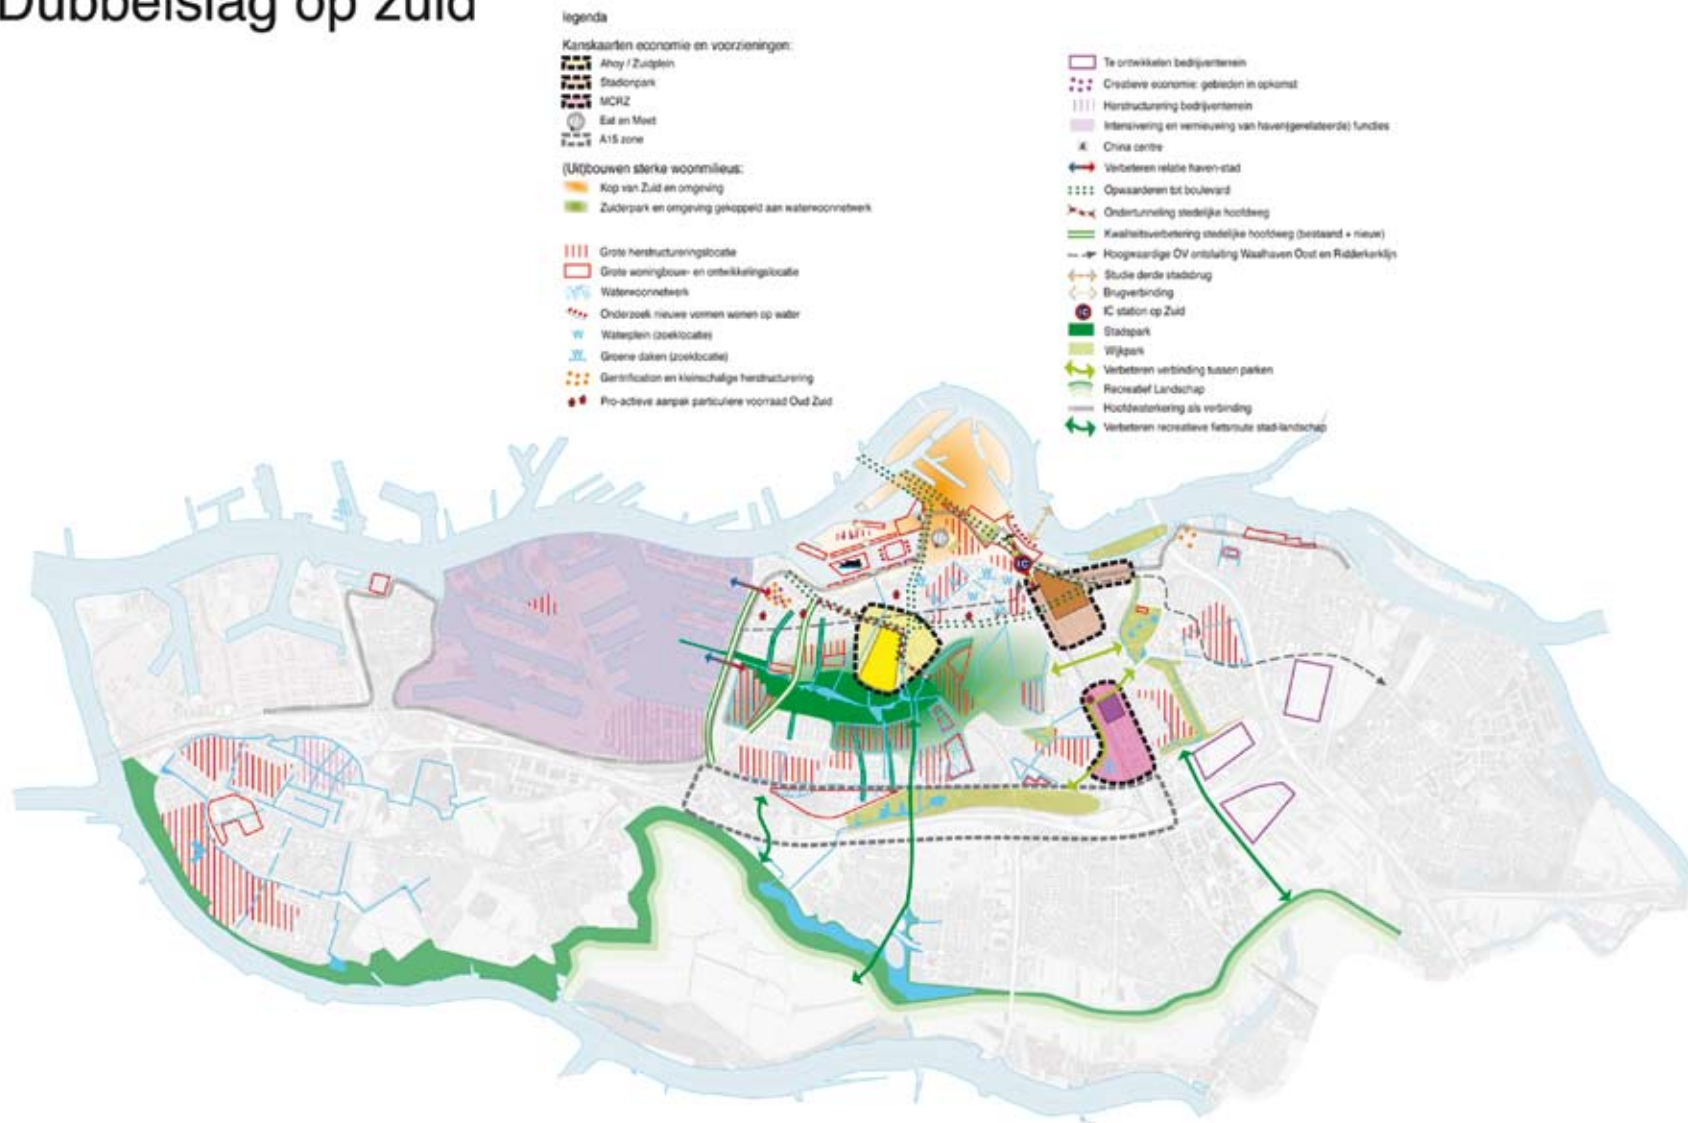 Dubbelslag op zuid
legenda
Kanskaarten economie en voorzieningen:
Ahoy / Zuidplein
Stadionpark
MCRZ
Eat en Meet
A15 zone
(Uit)bouwen sterke woonmilieus:
Kop van Zuid en omgeving
Zuiderpark en omgeving gekoppeld aan waterwoonnetwerk
Grote herstructureringslocatie
Grote woningbouw- en ontwikkelingslocatie
Waterwoonnetwerk
Onderzoek nieuwe vormen wonen op water
W Waterplein (zoeklocatie)
W Groene daken (zoeklocatie)
Gentrification en kleinschalige herstructurering
Pro-actieve aanpak particuliere voorraad Oud Zuid
Te ontwikkelen bedrijventerrein
Creatieve economie: gebieden in opkomst
Herstructurering bedrijventerrein
Intensivering en vernieuwing van haven(gerelateerde) functies
China centre
Verbeteren relatie haven-stad
Opwaarderen tot boulevard
Ondertunneling stedelijke hoofdweg
Kwaliteitsverbetering stedelijke hoofdweg (bestaand + nieuw)
Hoogwaardige OV ontsluiting Waalhaven Oost en Ridderkerklijn
Studie derde stadsbrug
Brugverbinding
IC IC station op Zuid
Stadspark
Wijkpark
Verbeteren verbinding tussen parken
Recreatief Landschap
Hoofdwaterkering als verbinding
Verbeteren recreatieve fietsroute stad-landschap
IC
W
W
W
W
W
W
W